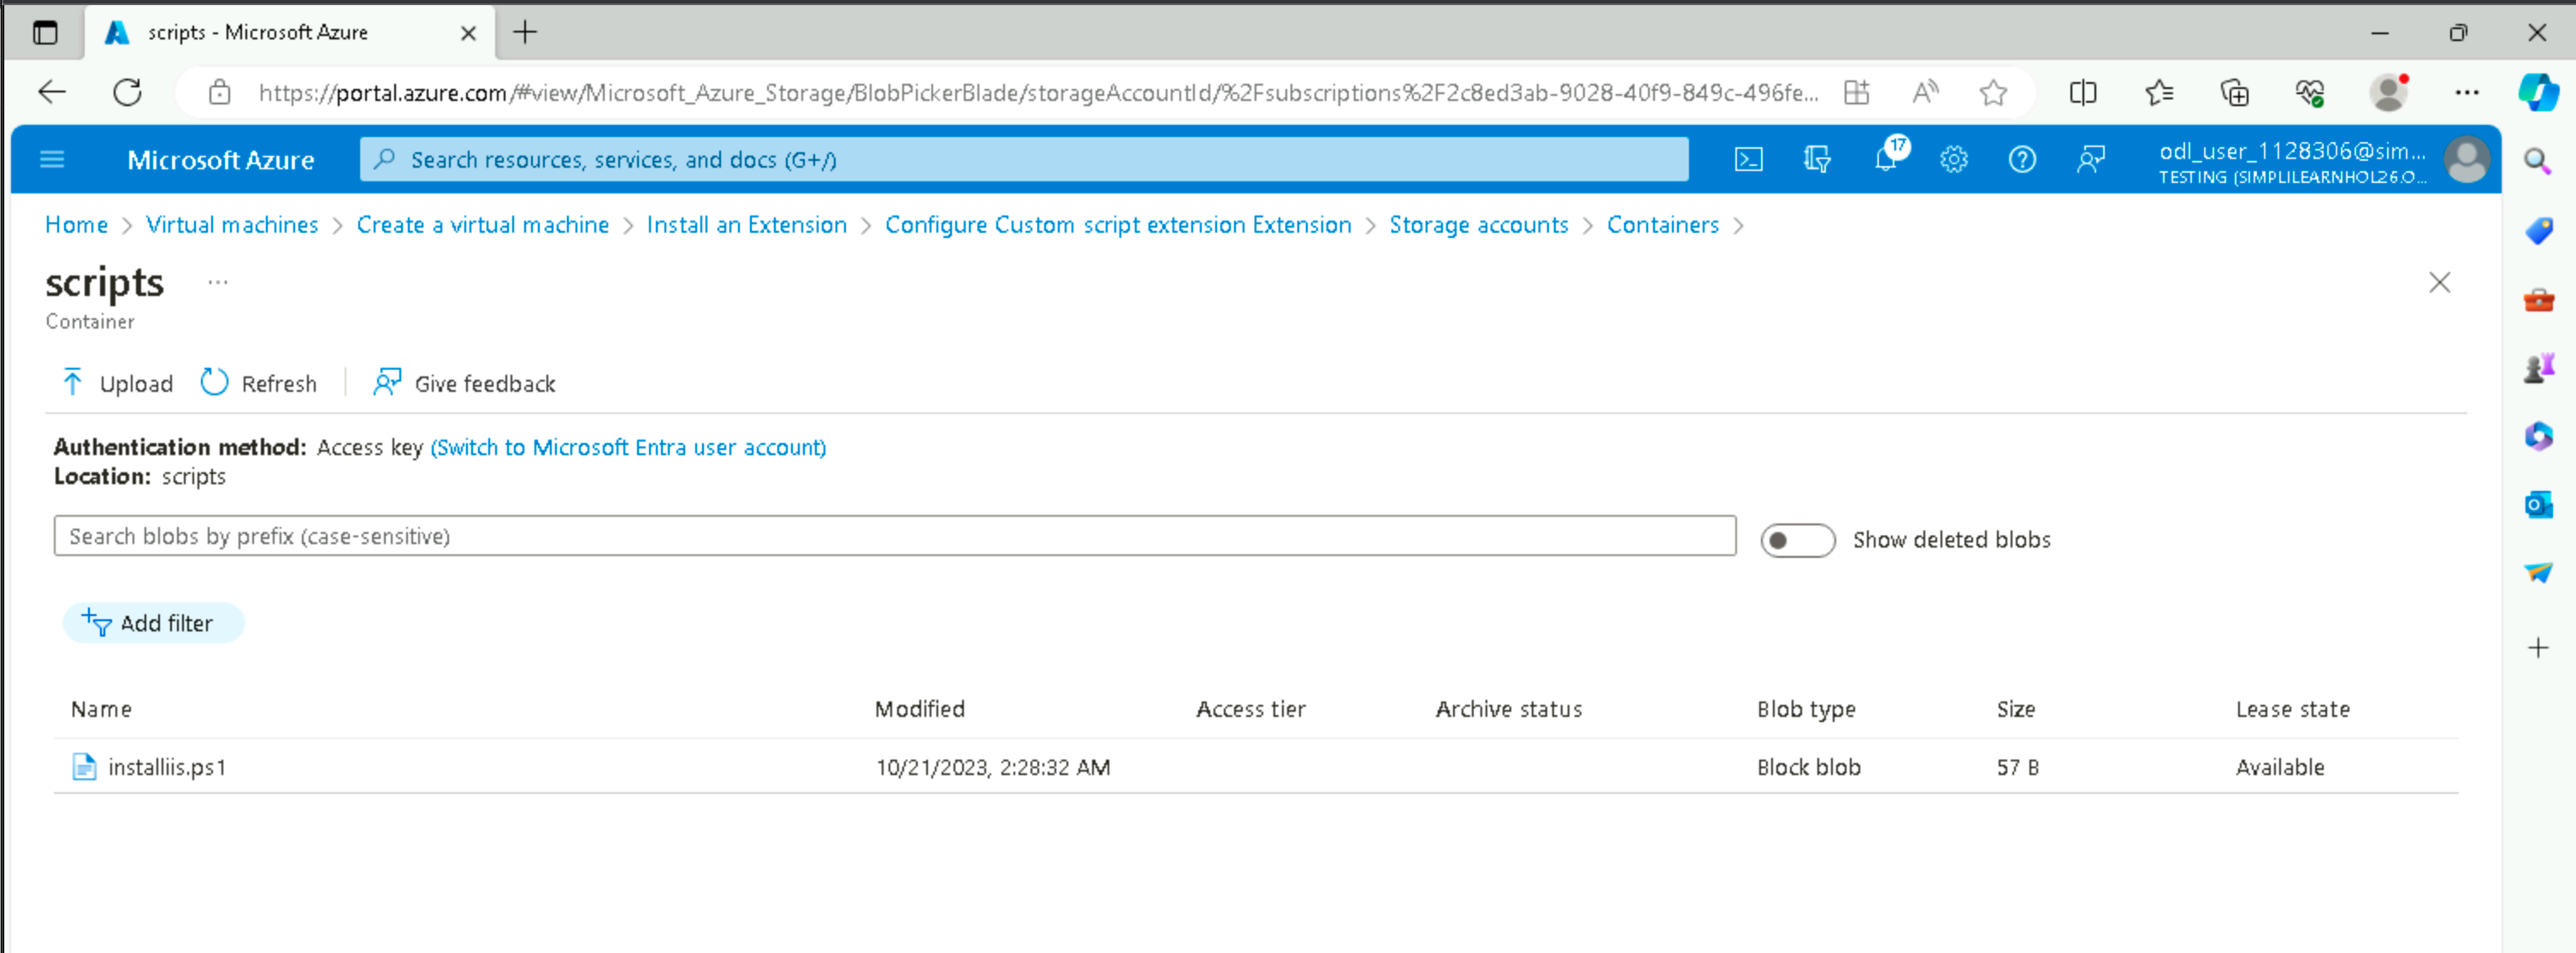 scripts - Microsoft Azure
https://portal.azure.com/#view/Microsoft_Azure_Storage/BlobPickerBlade/storageAccountId/%2Fsubscriptions%2F2c8ed3ab-9028-40f9-849c-496fe...
Microsoft Azure
Search resources, services, and docs (G+/)
17
odl_user_1128306@sim...
TESTING (SIMPLILEARNHOL26.O...
Home > Virtual machines > Create a virtual machine > Install an Extension > Configure Custom script extension Extension > Storage accounts > Containers >
scripts ...
Container
Upload Refresh Give feedback
Authentication method: Access key (Switch to Microsoft Entra user account)
Location: scripts
Search blobs by prefix (case-sensitive)
Show deleted blobs
Add filter
Name Modified Access tier Archive status Blob type Size Lease state
installiis.ps1 10/21/2023, 2:28:32 AM Block blob 57 B Available